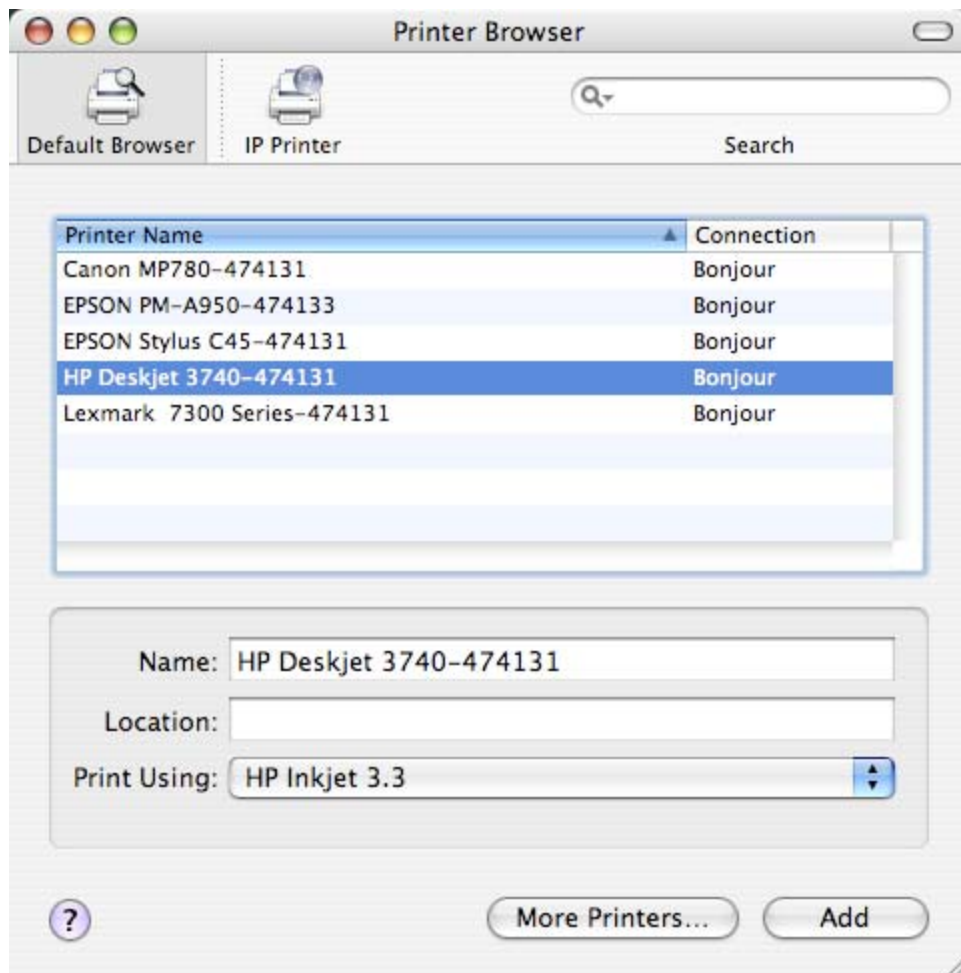 Printer Browser
Default Browser IP Printer Search
Printer Name Connection
Canon MP780-474131 Bonjour
EPSON PM-A950-474133 Bonjour
EPSON Stylus C45-474131 Bonjour
HP Deskjet 3740-474131 Bonjour
Lexmark  7300 Series-474131 Bonjour
Name: HP Deskjet 3740-474131
Location:
Print Using: HP Inkjet 3.3
? More Printers... Add